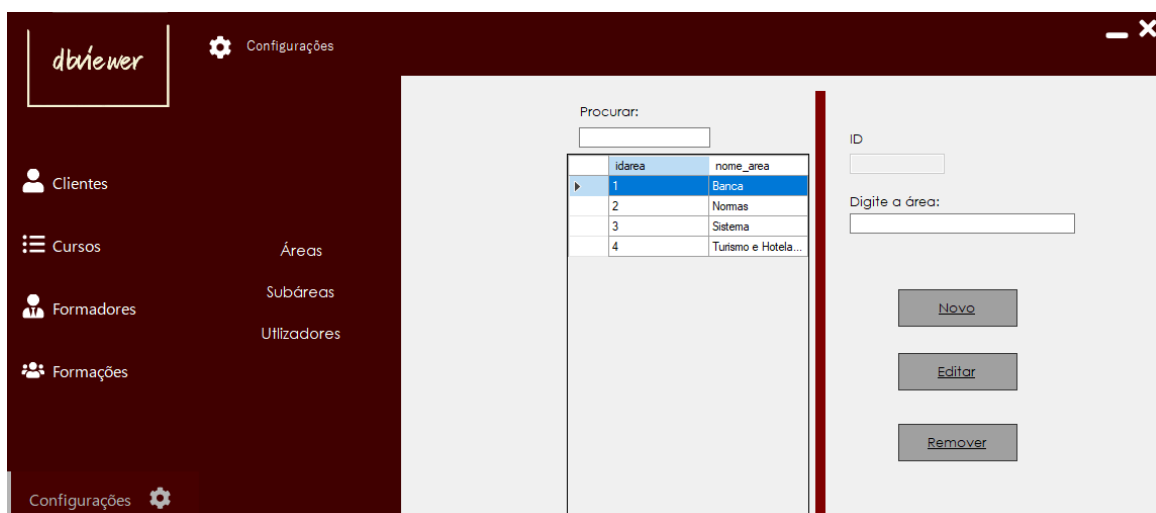 dbviewer
Configurações
Clientes
Cursos
Formadores
Formações
Configurações
Áreas
Subáreas
Utlizadores
Procurar:
idarea nome_area
1 Banca
2 Normas
3 Sistema
4 Turismo e Hotela...
ID
Digite a área:
Novo
Editar
Remover